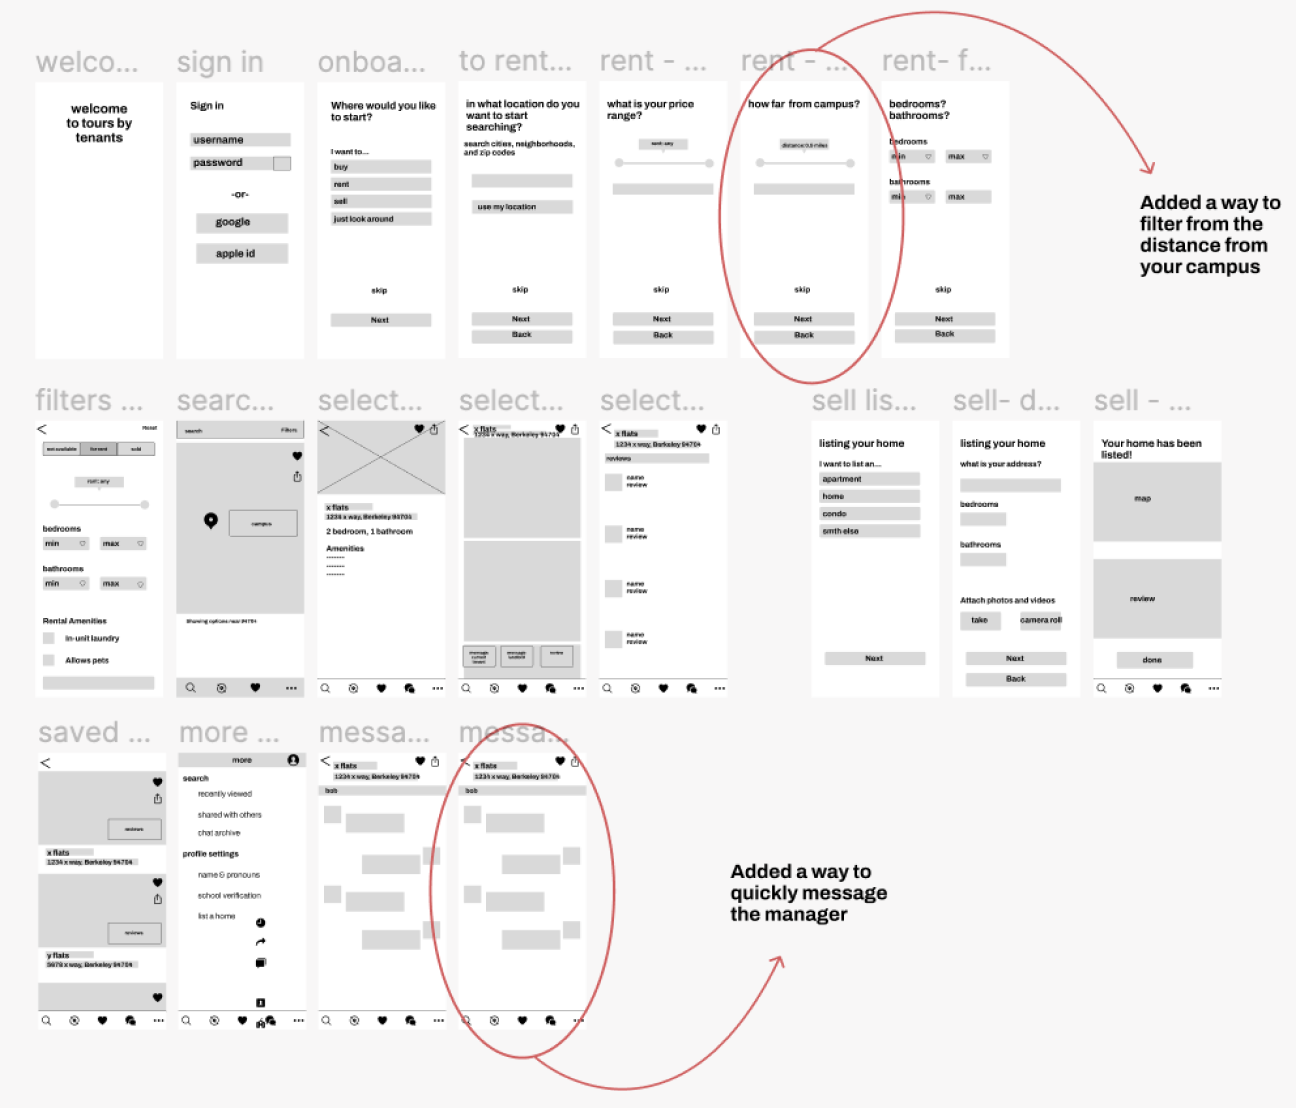 welco...
sign in
onboa...
to rent...
rent - ...
rent - ...
rent- f...
welcome
to tours by
tenants
Sign in
username
password
-or-
google
apple id
Where would you like
to start?
I want to...
buy
rent
sell
just look around
skip
Next
in what location do you
want to start
searching?
search cities, neighborhoods,
and zip codes
use my location
skip
Next
Back
what is your price
range?
rent: any
skip
Next
Back
how far from campus?
distance 0.5 miles
skip
Next
Back
bedrooms?
bathrooms?
bedrooms
min
max
bathrooms
min
max
skip
Next
Back
Added a way to
filter from the
distance from
your campus
filters ...
searc...
select...
select...
select...
sell lis...
sell- d...
sell - ...
Reset
not available
for rent
sold
rent: any
bedrooms
min
max
bathrooms
min
max
Rental Amenities
In-unit laundry
Allows pets
search
Filters
campus
Showing options near 94704
x flats
1234 x way, Berkeley 94704
2 bedroom, 1 bathroom
Amenities
-------
-------
-------
x flats
1234 x way, Berkeley 94704
message
current
tenant
message
landlord
review
x flats
1234 x way, Berkeley 94704
reviews
name
review
name
review
name
review
name
review
listing your home
I want to list an...
apartment
home
condo
smth else
Next
listing your home
what is your address?
bedrooms
bathrooms
Attach photos and videos
take
camera roll
Next
Back
Your home has been
listed!
map
review
done
saved ...
more ...
messa...
messa...
reviews
x flats
1234 x way, Berkeley 94704
reviews
y flats
5678 x way, Berkeley 94704
more
search
recently viewed
shared with others
chat archive
profile settings
name & pronouns
school verification
list a home
x flats
1234 x way, Berkeley 94704
bob
x flats
1234 x way, Berkeley 94704
bob
Added a way to
quickly message
the manager